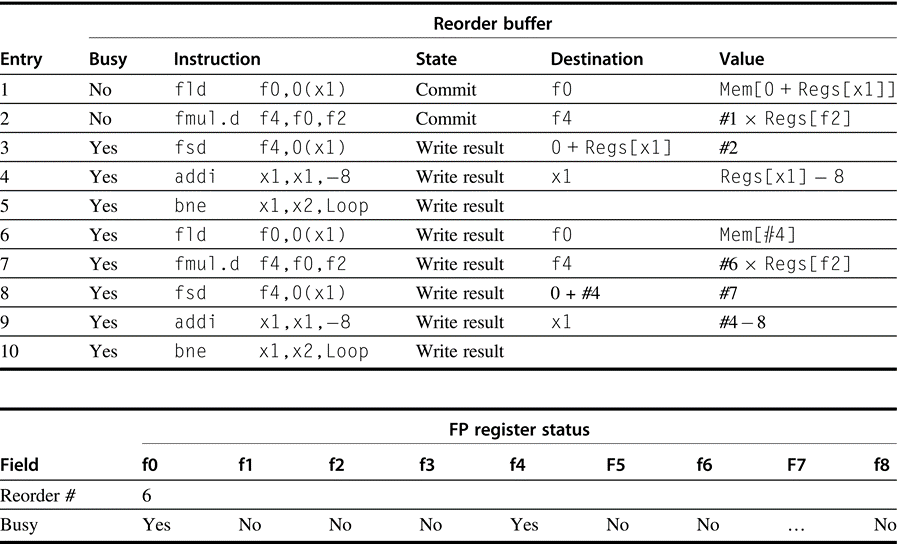 Reorder buffer
Entry Busy Instruction State Destination Value
1 No fld f0,0(x1) Commit f0 Mem[0 + Regs[x1]]
2 No fmul.d f4,f0,f2 Commit f4 #1 × Regs[f2]
3 Yes fsd f4,0(x1) Write result 0 + Regs[x1] #2
4 Yes addi x1,x1,−8 Write result x1 Regs[x1] − 8
5 Yes bne x1,x2,Loop Write result
6 Yes fld f0,0(x1) Write result f0 Mem[#4]
7 Yes fmul.d f4,f0,f2 Write result f4 #6 × Regs[f2]
8 Yes fsd f4,0(x1) Write result 0 + #4 #7
9 Yes addi x1,x1,−8 Write result x1 #4 − 8
10 Yes bne x1,x2,Loop Write result
FP register status
Field f0 f1 f2 f3 f4 F5 f6 F7 f8
Reorder # 6
Busy Yes No No No Yes No No … No